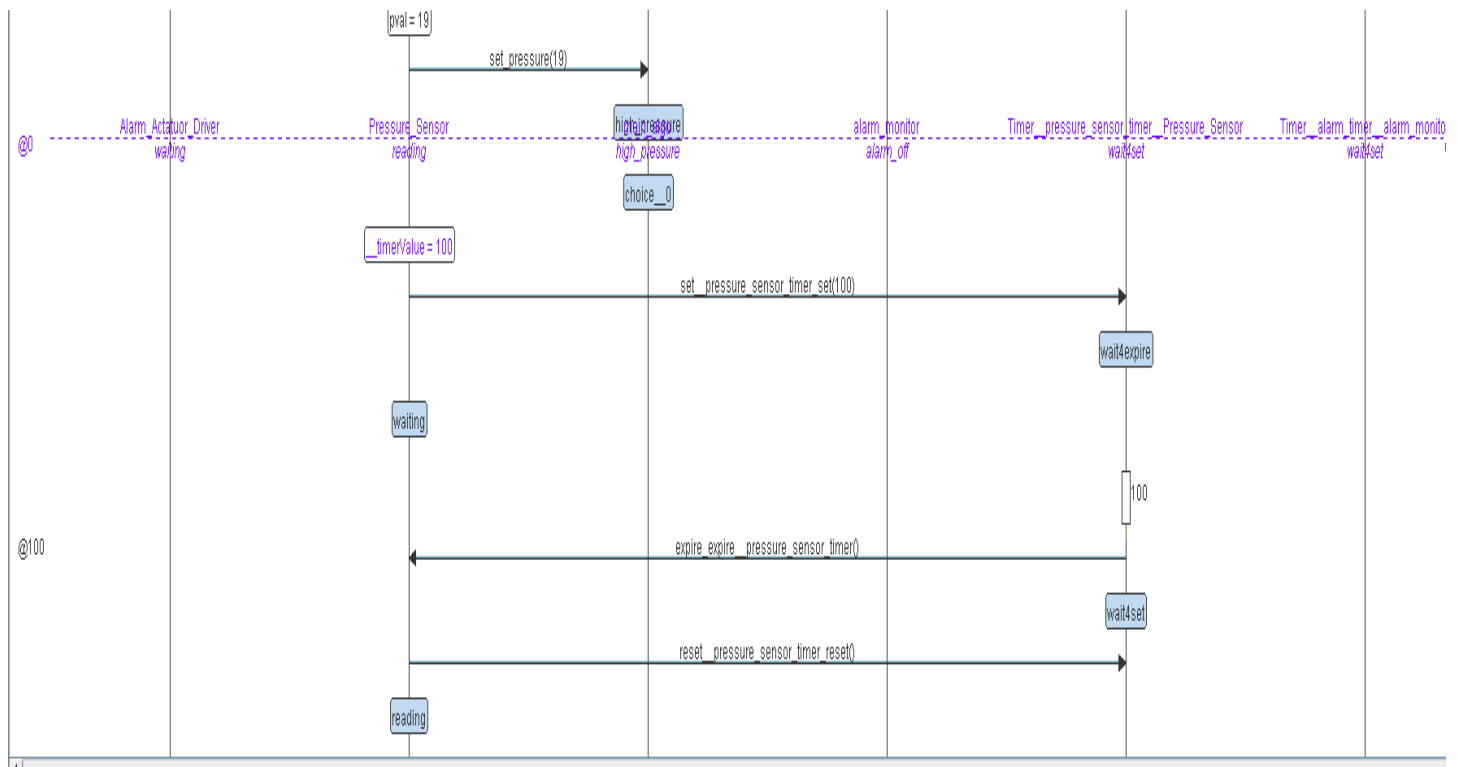 pval = 19
set_pressure(19)
high_pressure
Alarm_Actatuor_Driver
Pressure_Sensor
alarm_monitor
Timer__pressure_sensor_timer__Pressure_Sensor
Timer__alarm_timer__alarm_monito
@0
waiting
reading
high_pressure
alarm_off
wait4set
wait4set
choice__0
__timerValue = 100
set__pressure_sensor_timer_set(100)
wait4expire
waiting
100
@100
expire_expire__pressure_sensor_timer()
wait4set
reset__pressure_sensor_timer_reset()
reading